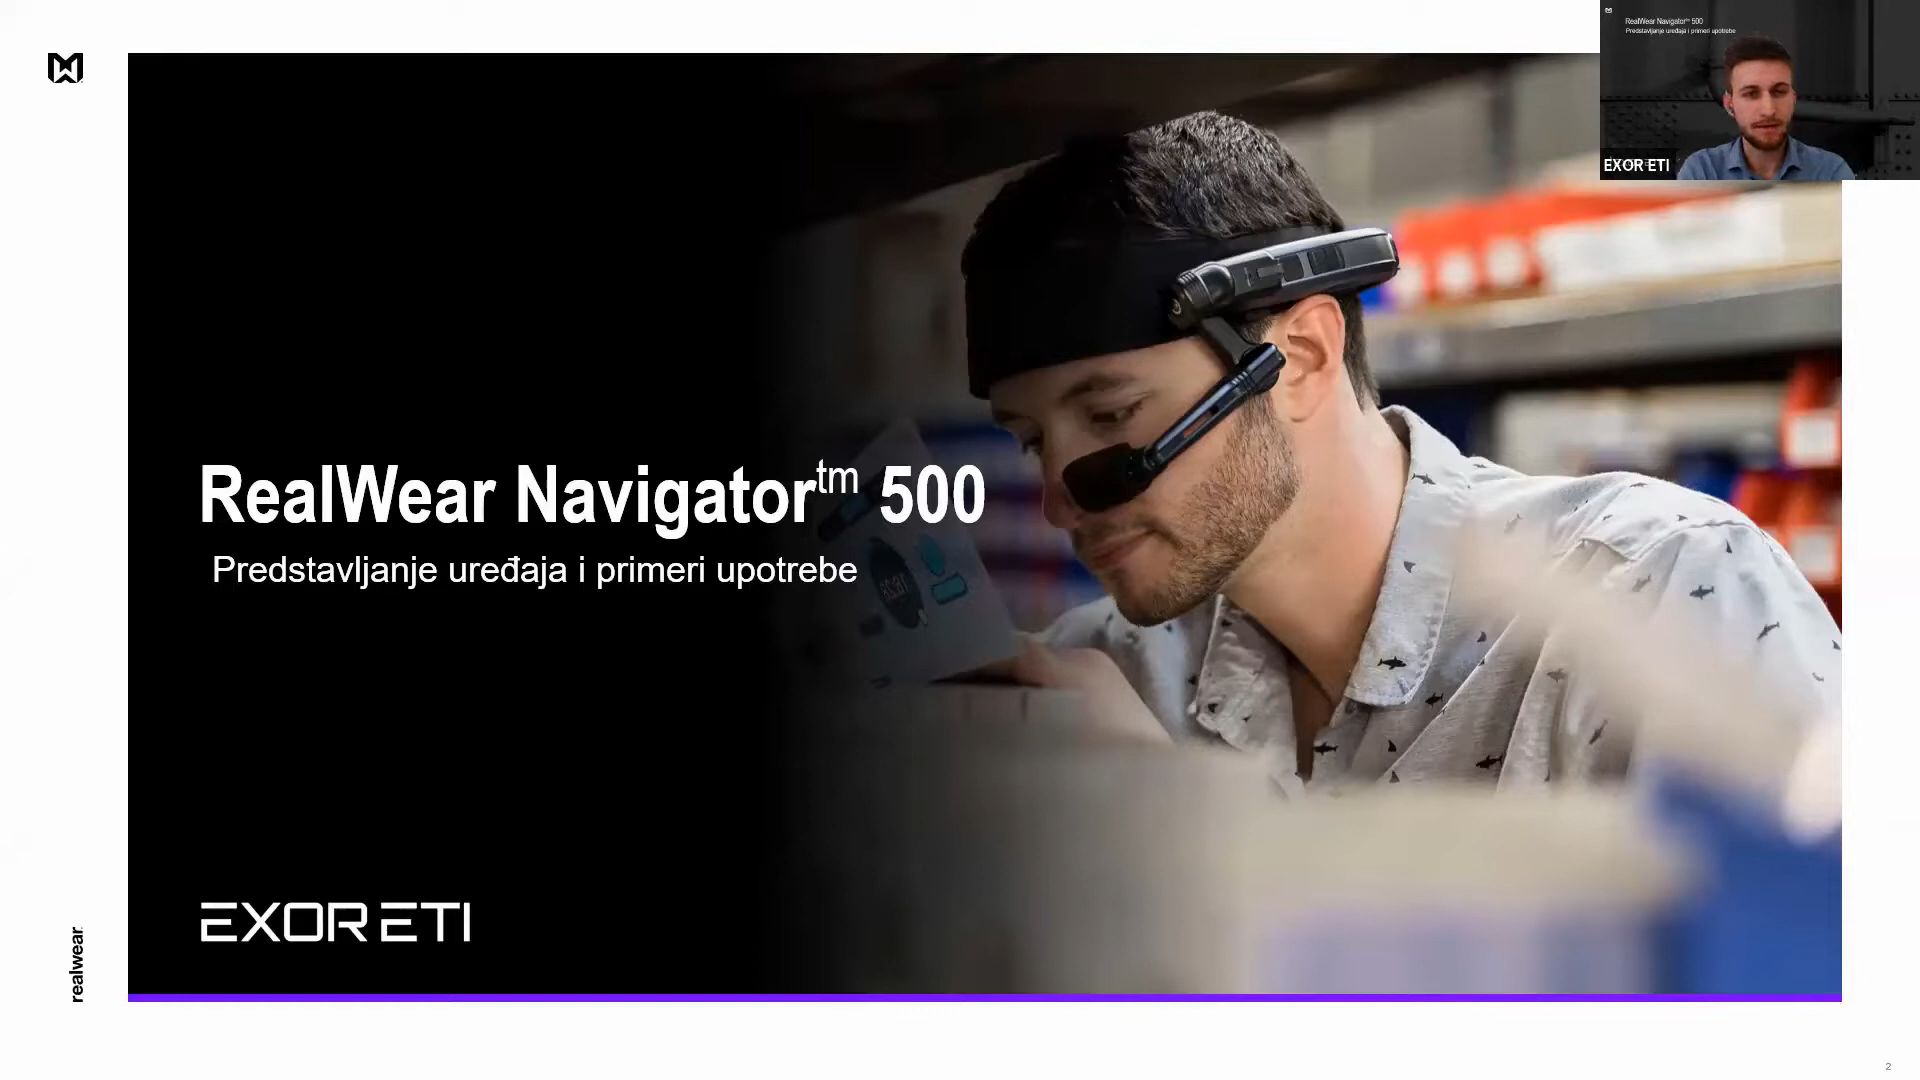 RealWear Navigator™ 500
Predstavljanje uređaja i primeri upotrebe
EXOR ETI
RealWear Navigatortm 500
Predstavljanje uređaja i primeri upotrebe
EXOR ETI
realwear
2